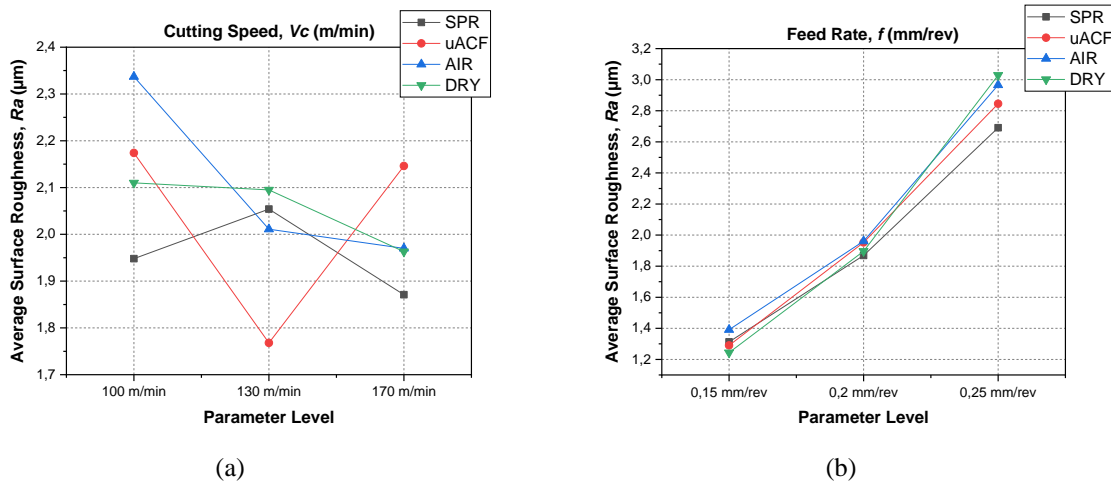 Cutting Speed, Vc (m/min)
SPR
uACF
AIR
DRY
Average Surface Roughness, Ra (µm)
2,4
2,3
2,2
2,1
2,0
1,9
1,8
1,7
100 m/min
130 m/min
170 m/min
Parameter Level
(a)
Feed Rate, f (mm/rev)
SPR
uACF
AIR
DRY
Average Surface Roughness, Ra (µm)
3,2
3,0
2,8
2,6
2,4
2,2
2,0
1,8
1,6
1,4
1,2
0,15 mm/rev
0,2 mm/rev
0,25 mm/rev
Parameter Level
(b)